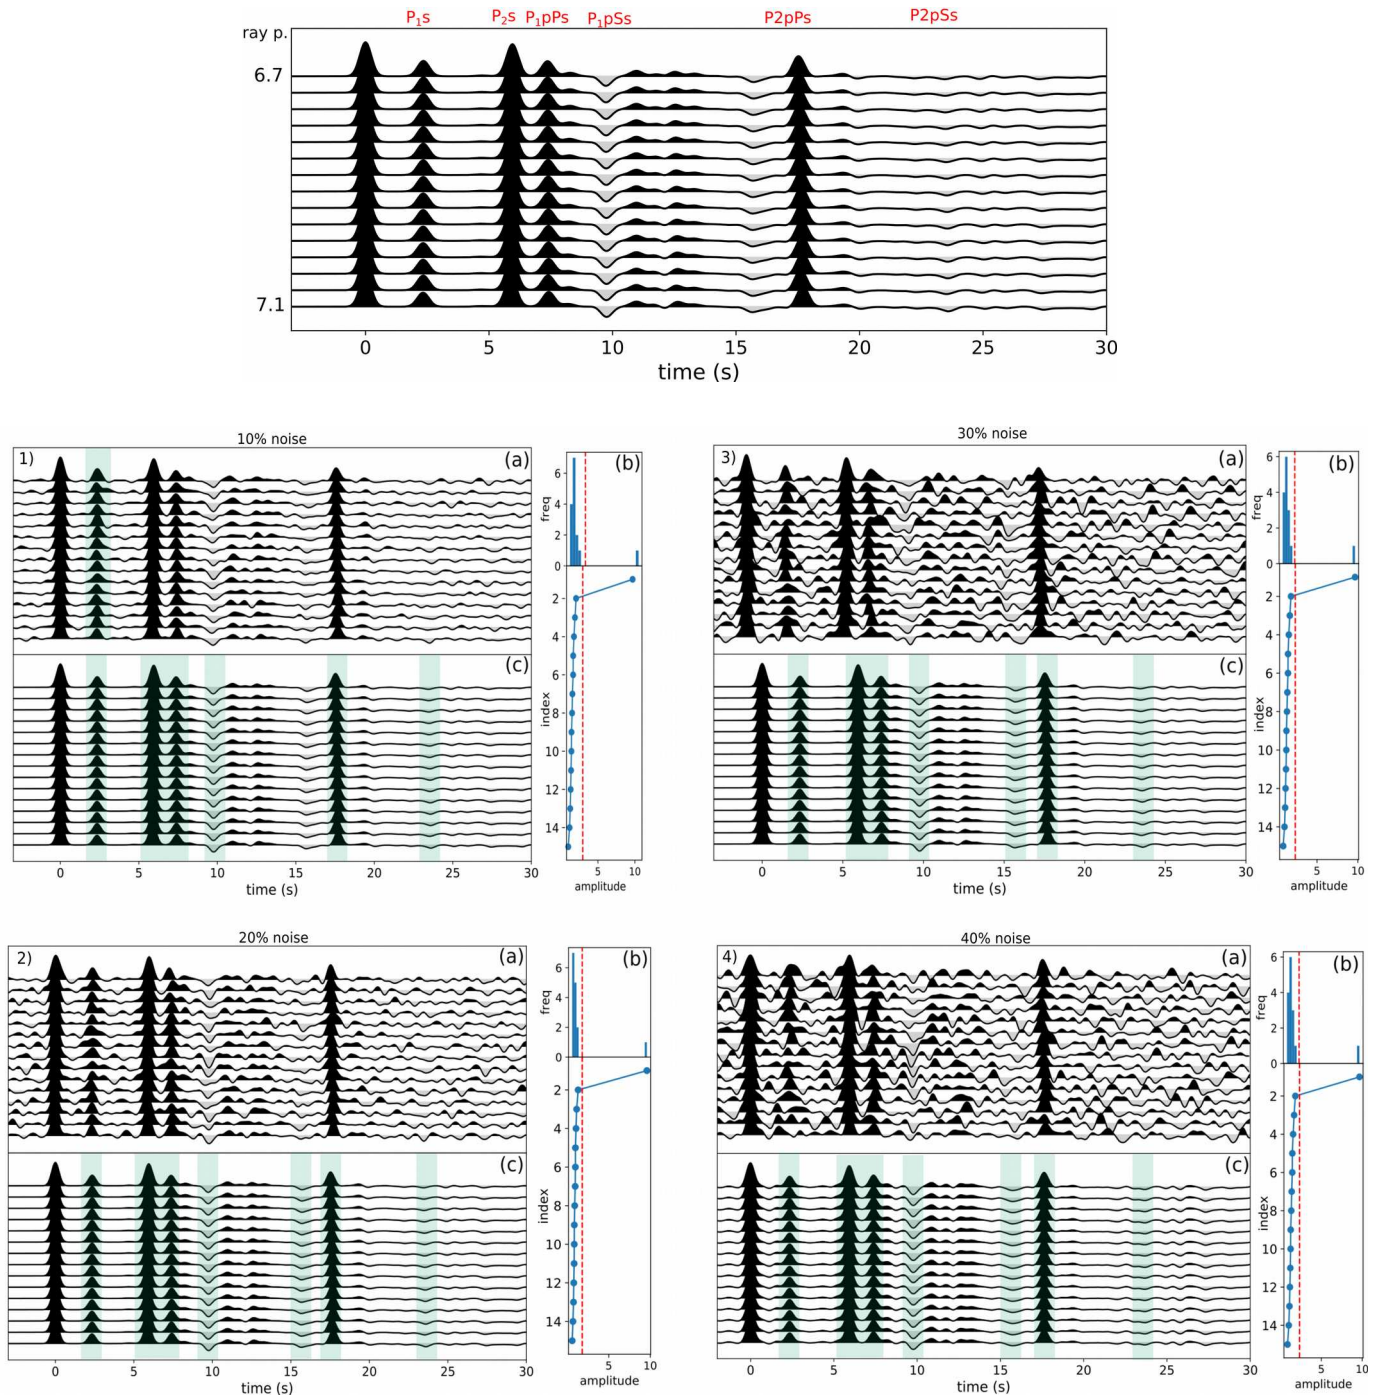 P₁s P₂s P₁pPs P₁pSs P2pPs P2pSs
ray p.
6.7
7.1
0 5 10 15 20 25 30
time (s)
10% noise
1) (a) (b)
freq
6
4
2
0
(c)
index
2
4
6
8
10
12
14
0 5 10 15 20 25 30
time (s)
5 10
amplitude
30% noise
3) (a) (b)
freq
6
4
2
0
(c)
index
2
4
6
8
10
12
14
0 5 10 15 20 25 30
time (s)
5 10
amplitude
20% noise
2) (a) (b)
freq
6
4
2
0
(c)
index
2
4
6
8
10
12
14
0 5 10 15 20 25 30
time (s)
5 10
amplitude
40% noise
4) (a) (b)
freq
6
4
2
0
(c)
index
2
4
6
8
10
12
14
0 5 10 15 20 25 30
time (s)
5 10
amplitude